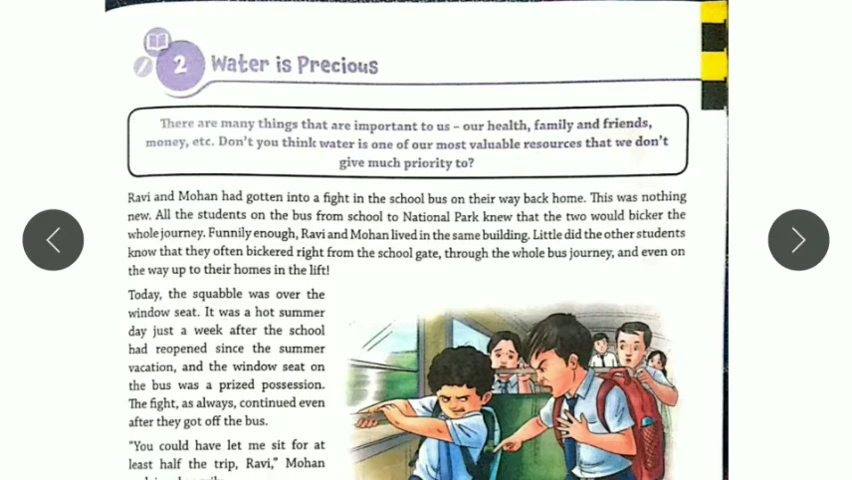 2 Water is Precious
There are many things that are important to us – our health, family and friends,
money, etc. Don't you think water is one of our most valuable resources that we don't
give much priority to?
Ravi and Mohan had gotten into a fight in the school bus on their way back home. This was nothing
new. All the students on the bus from school to National Park knew that the two would bicker the
whole journey. Funnily enough, Ravi and Mohan lived in the same building. Little did the other students
know that they often bickered right from the school gate, through the whole bus journey, and even on
the way up to their homes in the lift!
Today, the squabble was over the
window seat. It was a hot summer
day just a week after the school
had reopened since the summer
vacation, and the window seat on
the bus was a prized possession.
The fight, as always, continued even
after they got off the bus.
"You could have let me sit for at
least half the trip, Ravi," Mohan